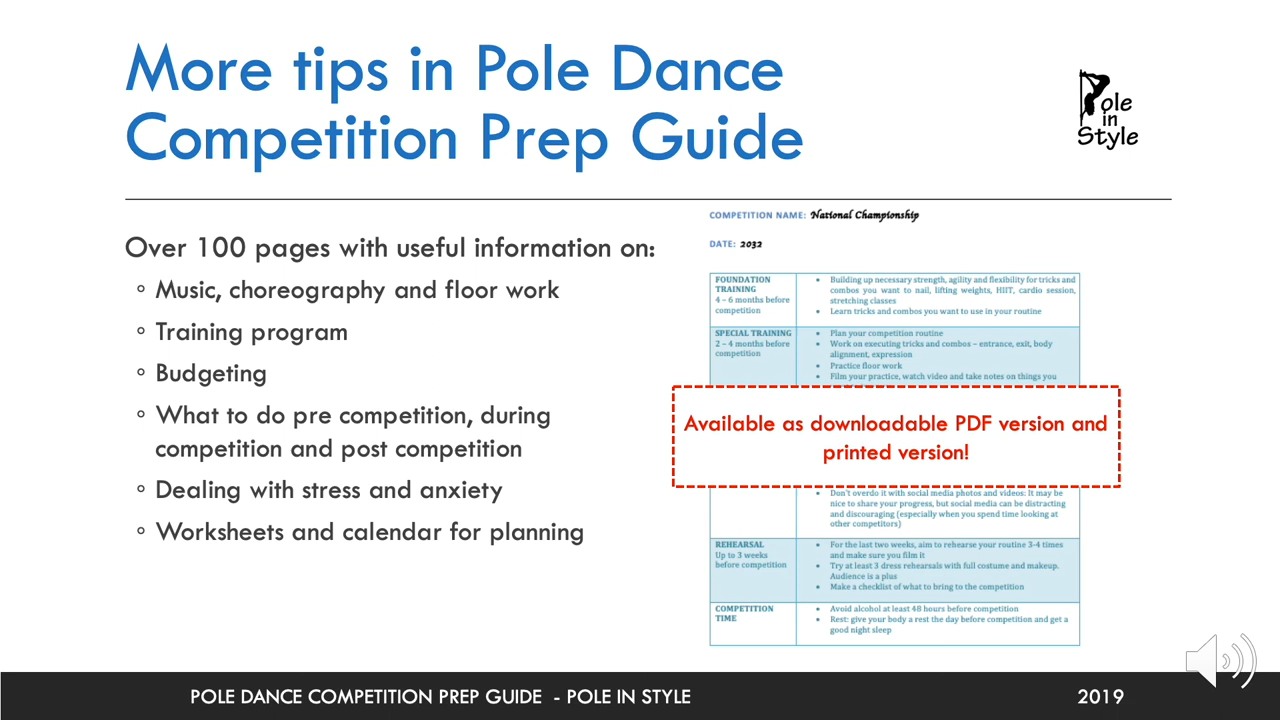 More tips in Pole Dance
Competition Prep Guide
Pole
in
Style
Over 100 pages with useful information on:
Music, choreography and floor work
Training program
Budgeting
What to do pre competition, during
competition and post competition
Dealing with stress and anxiety
Worksheets and calendar for planning
COMPETITION NAME: National Championship
DATE: 2032
FOUNDATION
TRAINING
4 – 6 months before
competition
• Building up necessary strength, agility and flexibility for tricks and
combos you want to nail, lifting weights, HIIT, cardio session,
stretching classes
• Learn tricks and combos you want to use in your routine
SPECIAL TRAINING
2 – 4 months before
competition
• Plan your competition routine
• Work on executing tricks and combos – entrance, exit, body
alignment, expression
• Practice floor work
• Film your practice, watch video and take notes on things you
Available as downloadable PDF version and
printed version!
• Don't overdo it with social media photos and videos: It may be
nice to share your progress, but social media can be distracting
and discouraging (especially when you spend time looking at
other competitors)
REHEARSAL
Up to 3 weeks
before competition
• For the last two weeks, aim to rehearse your routine 3-4 times
and make sure you film it
• Try at least 3 dress rehearsals with full costume and makeup.
Audience is a plus
• Make a checklist of what to bring to the competition
COMPETITION
TIME
• Avoid alcohol at least 48 hours before competition
• Rest: give your body a rest the day before competition and get a
good night sleep
POLE DANCE COMPETITION PREP GUIDE - POLE IN STYLE
2019